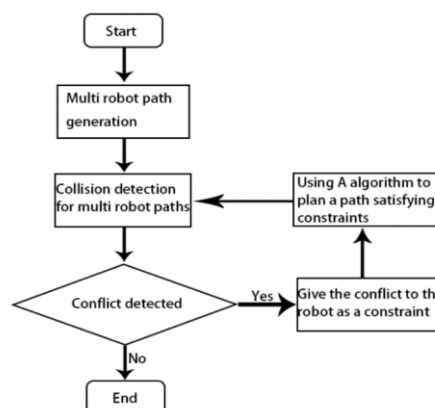 Start
Multi robot path
generation
Collision detection
for multi robot paths
Using A algorithm to
plan a path satisfying
constraints
Conflict detected
Yes
Give the conflict to th
robot as a constraint
No
End